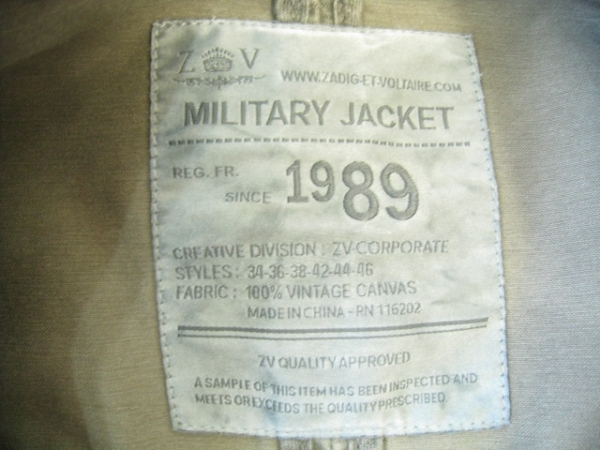 Z V
WWW.ZADIG-ET-VOLTAIRE.COM
MILITARY JACKET
REG. FR.
SINCE 1989
CREATIVE DIVISION : ZV-CORPORATE
STYLES : 34-36-38-42-44-46
FABRIC : 100% VINTAGE CANVAS
MADE IN CHINA - RN 116202
ZV QUALITY APPROVED
A SAMPLE OF THIS ITEM HAS BEEN INSPECTED AND
MEETS OR EXCEEDS THE QUALITY PRESCRIBED.